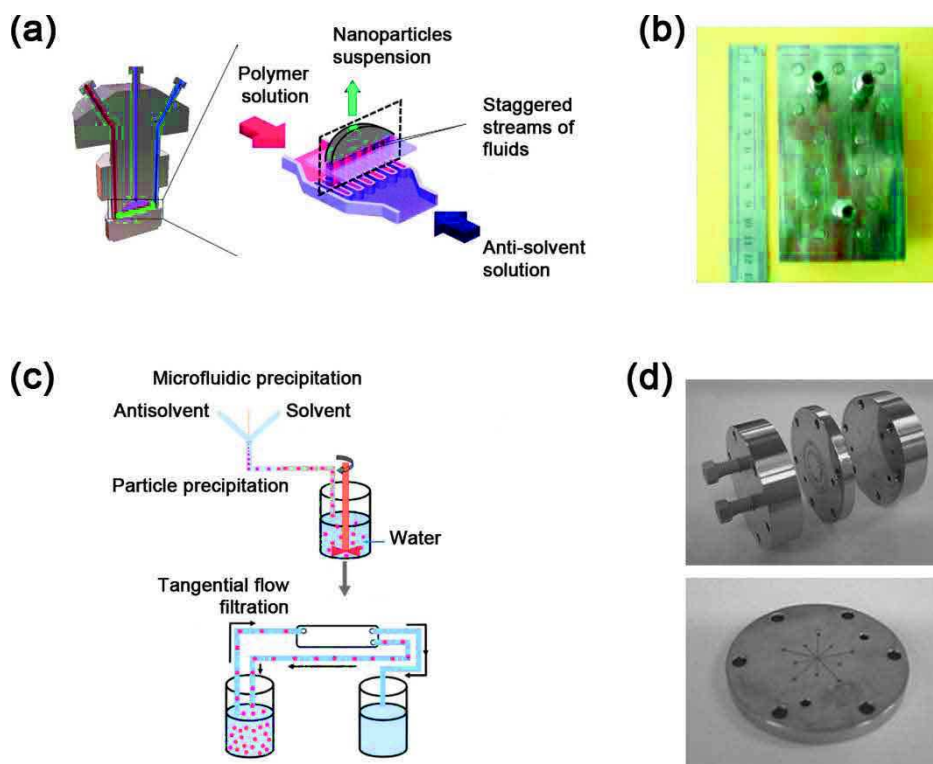 (a)
Nanoparticles
suspension
Polymer
solution
Staggered
streams of
fluids
Anti-solvent
solution
(b)
(c)
Microfluidic precipitation
Antisolvent
Solvent
Particle precipitation
Water
Tangential flow
filtration
(d)